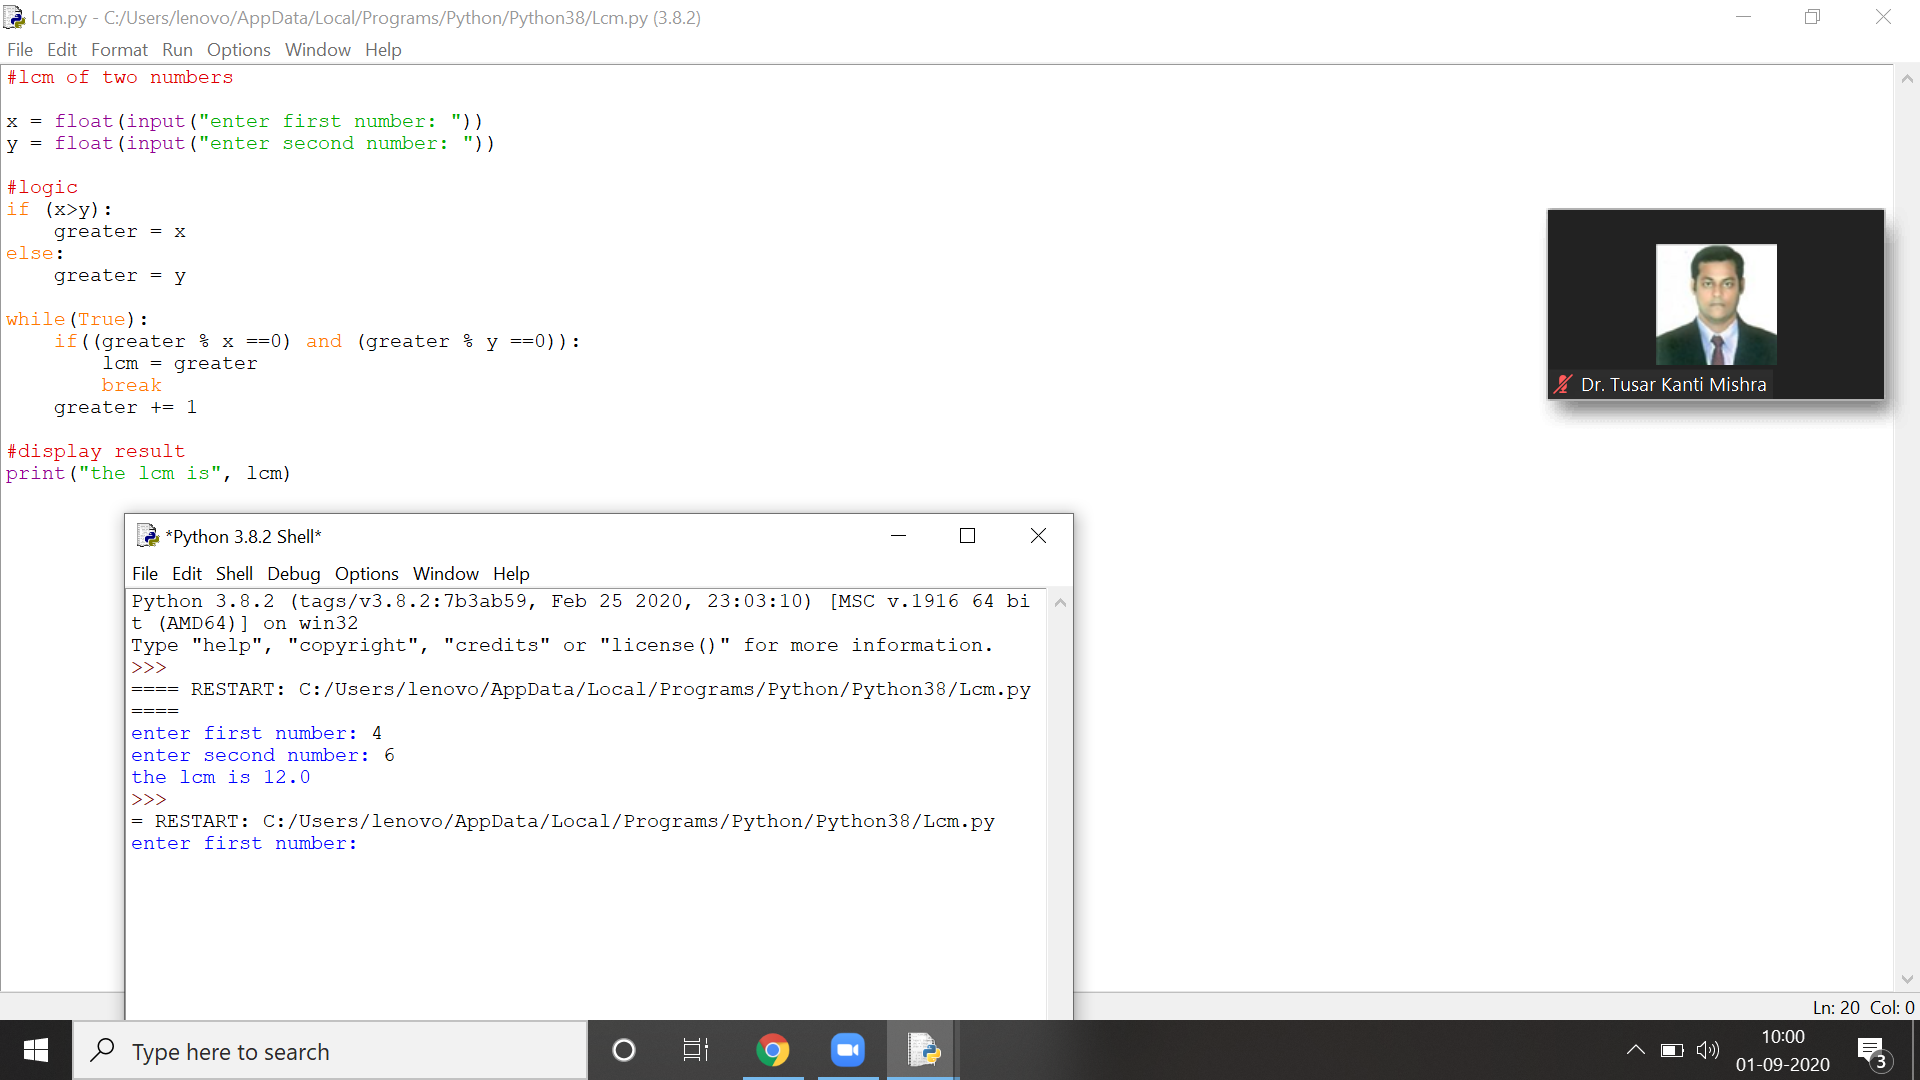 Lcm.py - C:/Users/lenovo/AppData/Local/Programs/Python/Python38/Lcm.py (3.8.2)
File Edit Format Run Options Window Help
#lcm of two numbers
x = float(input("enter first number: "))
y = float(input("enter second number: "))
#logic
if (x>y):
    greater = x
else:
    greater = y
while(True):
    if((greater % x ==0) and (greater % y ==0)):
        lcm = greater
        break
    greater += 1
#display result
print("the lcm is", lcm)
Dr. Tusar Kanti Mishra
*Python 3.8.2 Shell*
File Edit Shell Debug Options Window Help
Python 3.8.2 (tags/v3.8.2:7b3ab59, Feb 25 2020, 23:03:10) [MSC v.1916 64 bi
t (AMD64)] on win32
Type "help", "copyright", "credits" or "license()" for more information.
>>>
==== RESTART: C:/Users/lenovo/AppData/Local/Programs/Python/Python38/Lcm.py
====
enter first number: 4
enter second number: 6
the lcm is 12.0
>>>
= RESTART: C:/Users/lenovo/AppData/Local/Programs/Python/Python38/Lcm.py
enter first number:
Ln: 20 Col: 0
Type here to search
10:00
01-09-2020
3